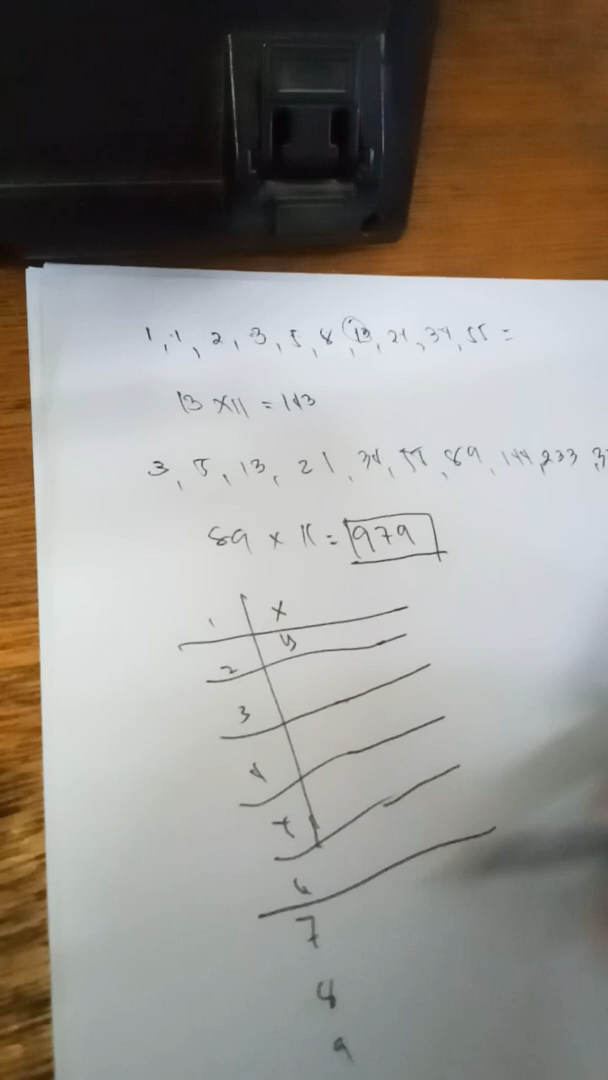 1, 1, 2, 3, 5, 8, 13, 21, 34, 55 =
13 x 11 = 143
3, 5, 13, 21, 34, 55, 89, 144, 233, 3
89 x 11 = 979
1 x
2 y
3
4
5
6
7
8
9